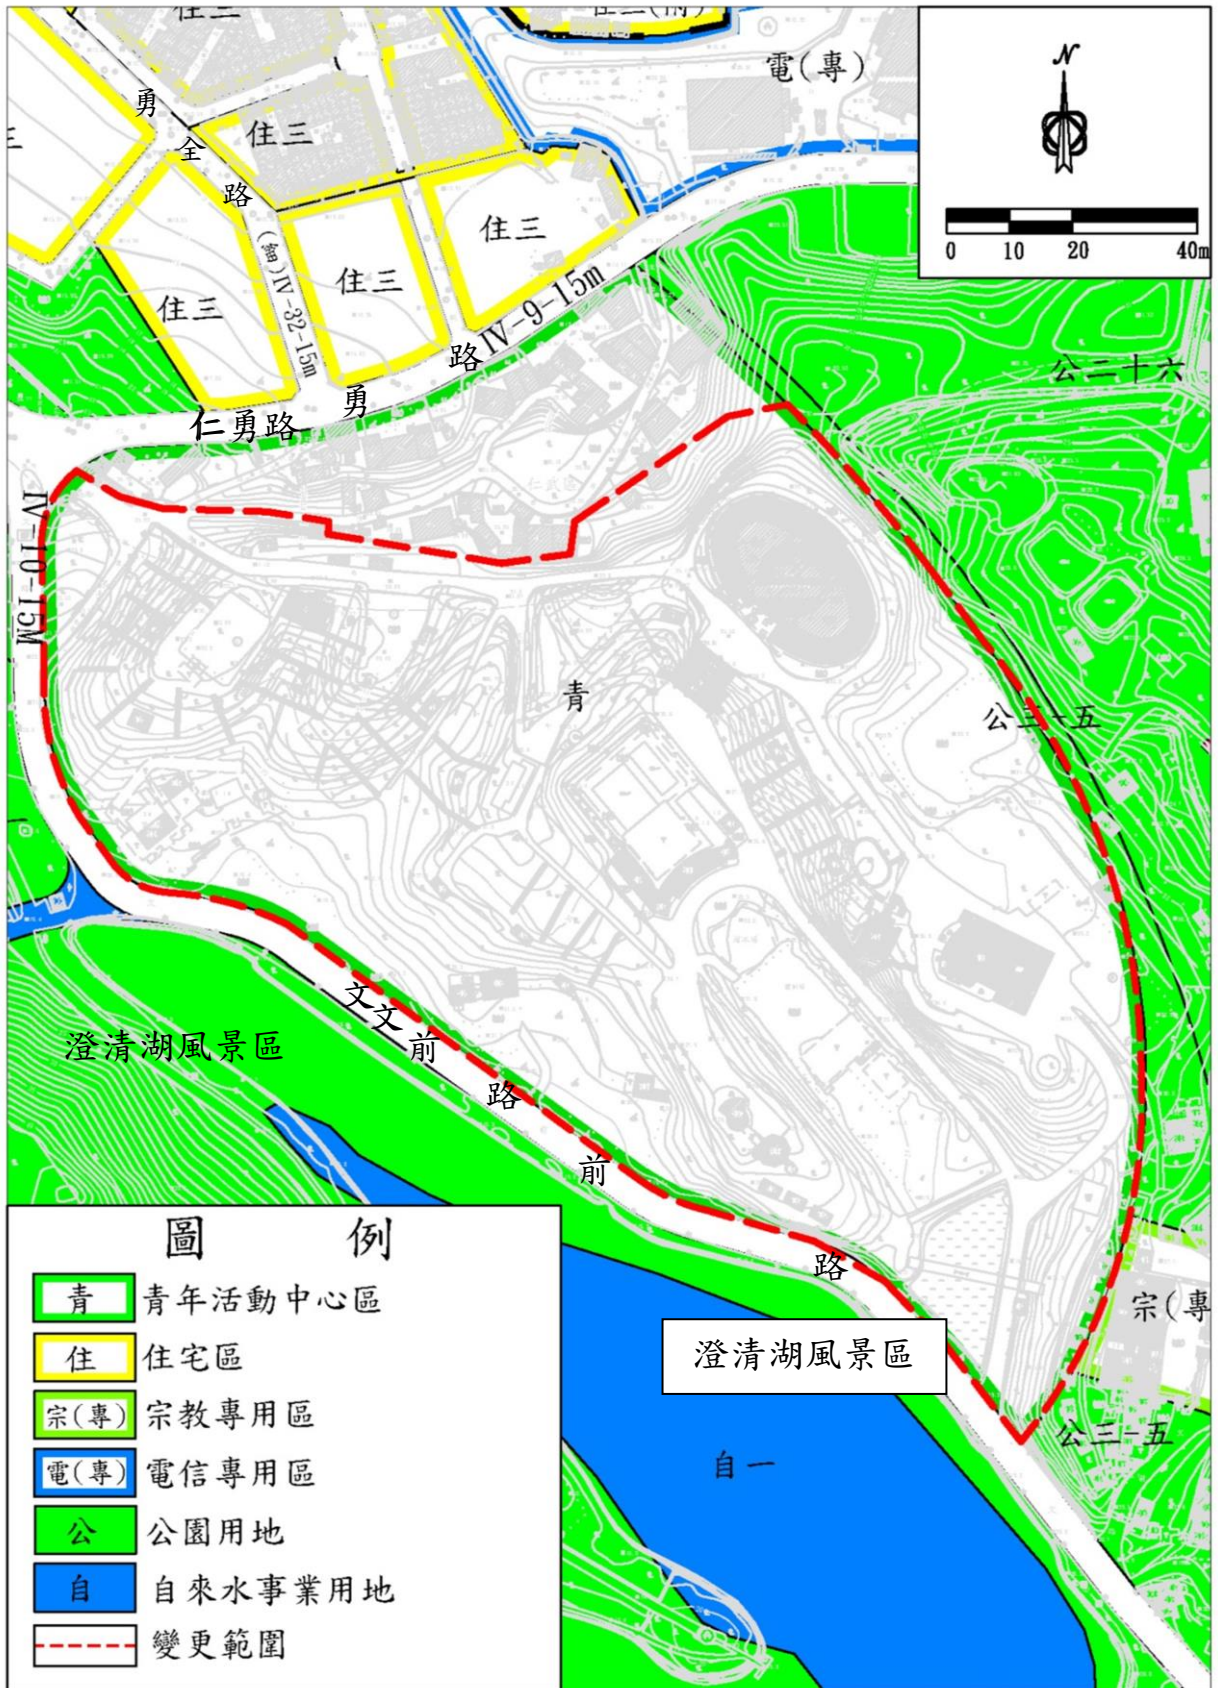 住三
電(專)
N
0 10 20 40m
勇
全
路
住三
住三
住三
住三
(細)IV-32-15m
路IV-9-15m
勇
仁勇路
公二十六
IV-10-15M
青
公三-五
文
文
前
路
前
路
澄清湖風景區
宗(專
澄清湖風景區
公三-五
自一
圖 例
青 青年活動中心區
住 住宅區
宗(專) 宗教專用區
電(專) 電信專用區
公 公園用地
自 自來水事業用地
變更範圍